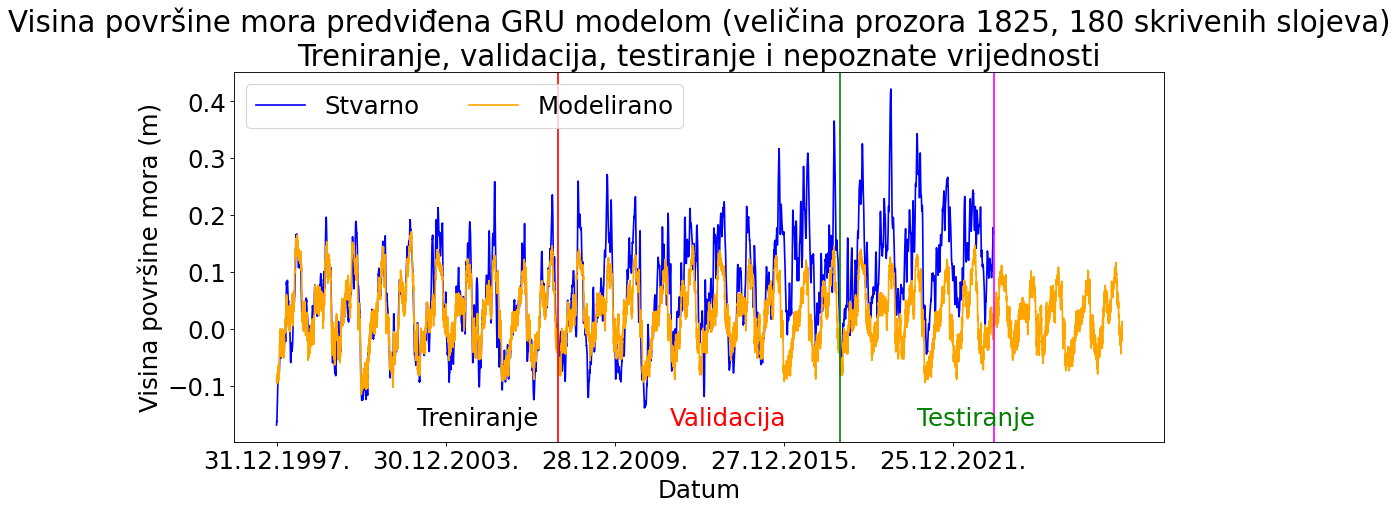 Visina površine mora predviđena GRU modelom (veličina prozora 1825, 180 skrivenih slojeva)
Treniranje, validacija, testiranje i nepoznate vrijednosti
Stvarno Modelirano
Visina površine mora (m)
0.4
0.3
0.2
0.1
0.0
−0.1
Treniranje Validacija Testiranje
31.12.1997. 30.12.2003. 28.12.2009. 27.12.2015. 25.12.2021.
Datum